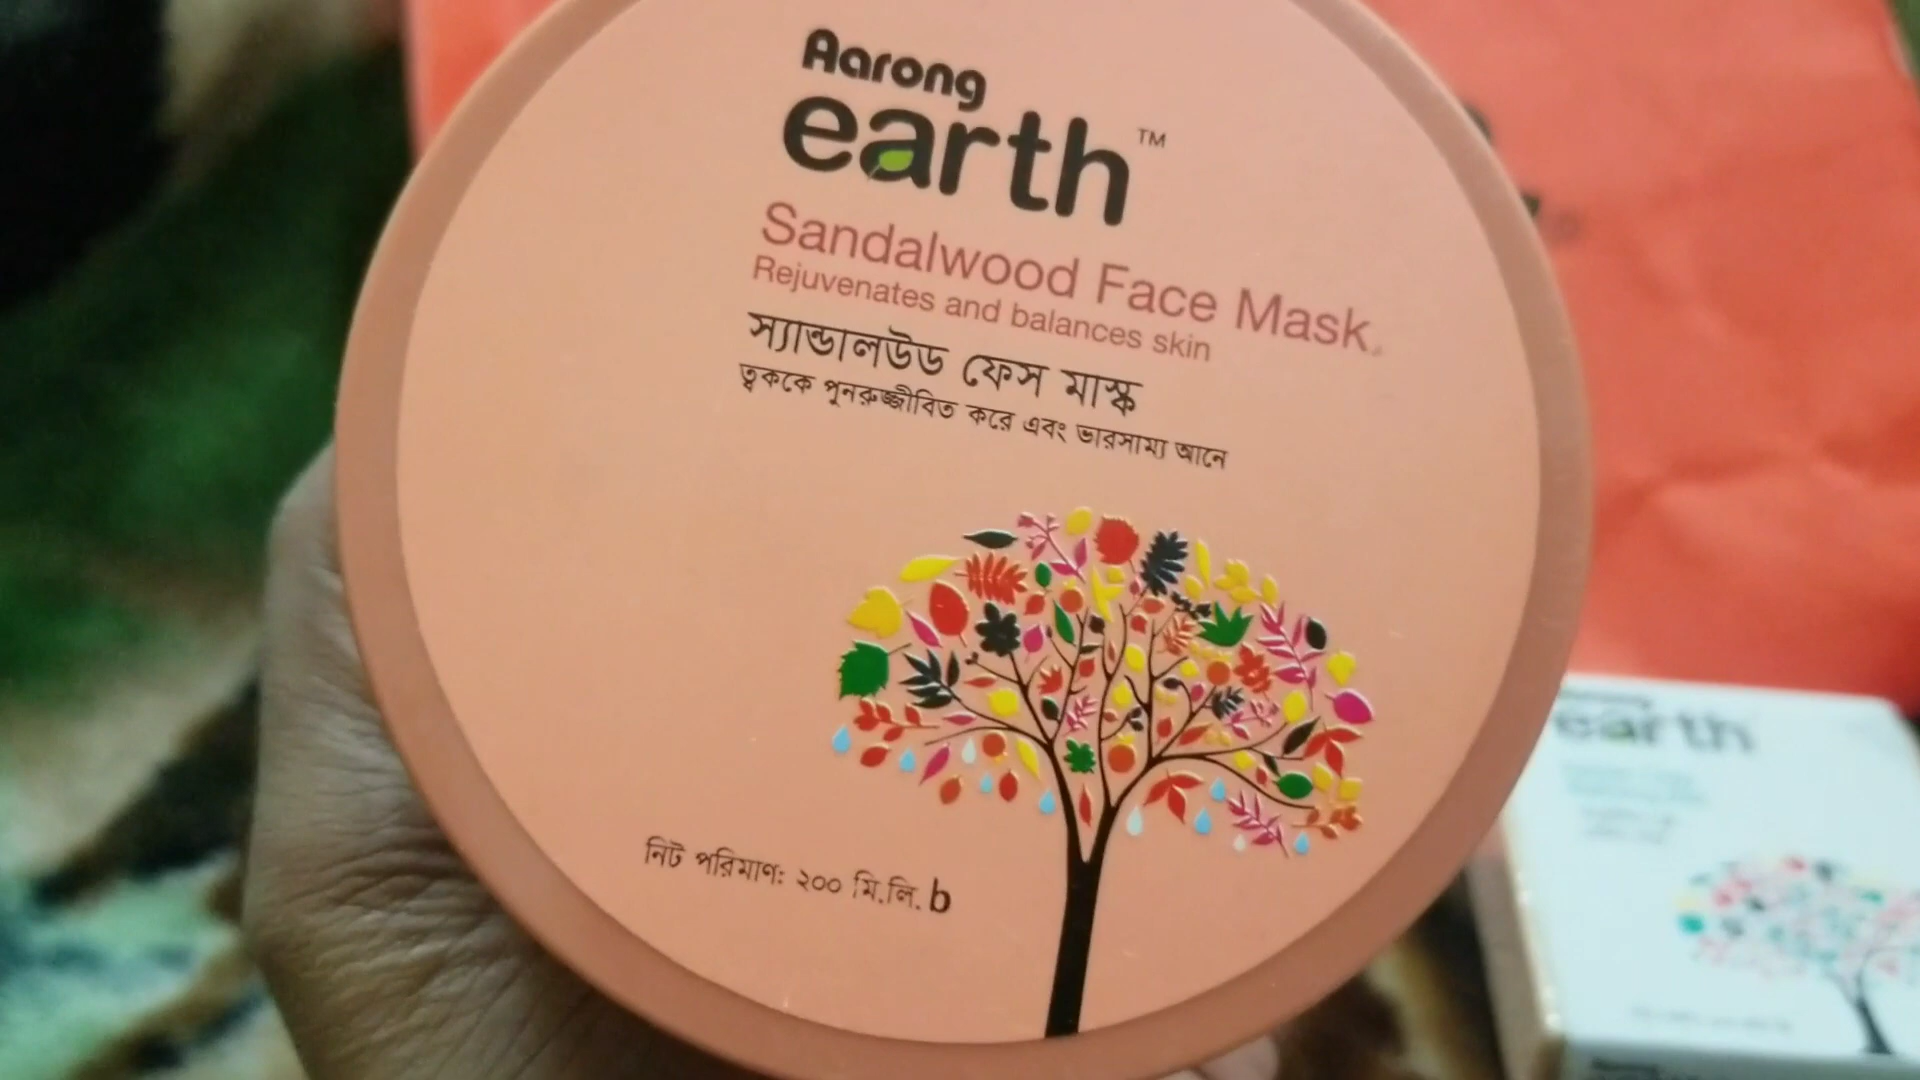 Aarong
earth™
Sandalwood Face Mask
Rejuvenates and balances skin
স্যান্ডালউড ফেস মাস্ক
ত্বককে পুনরুজ্জীবিত করে এবং ভারসাম্য আনে
নিট পরিমাণ: ২০০ মি.লি. b
earth